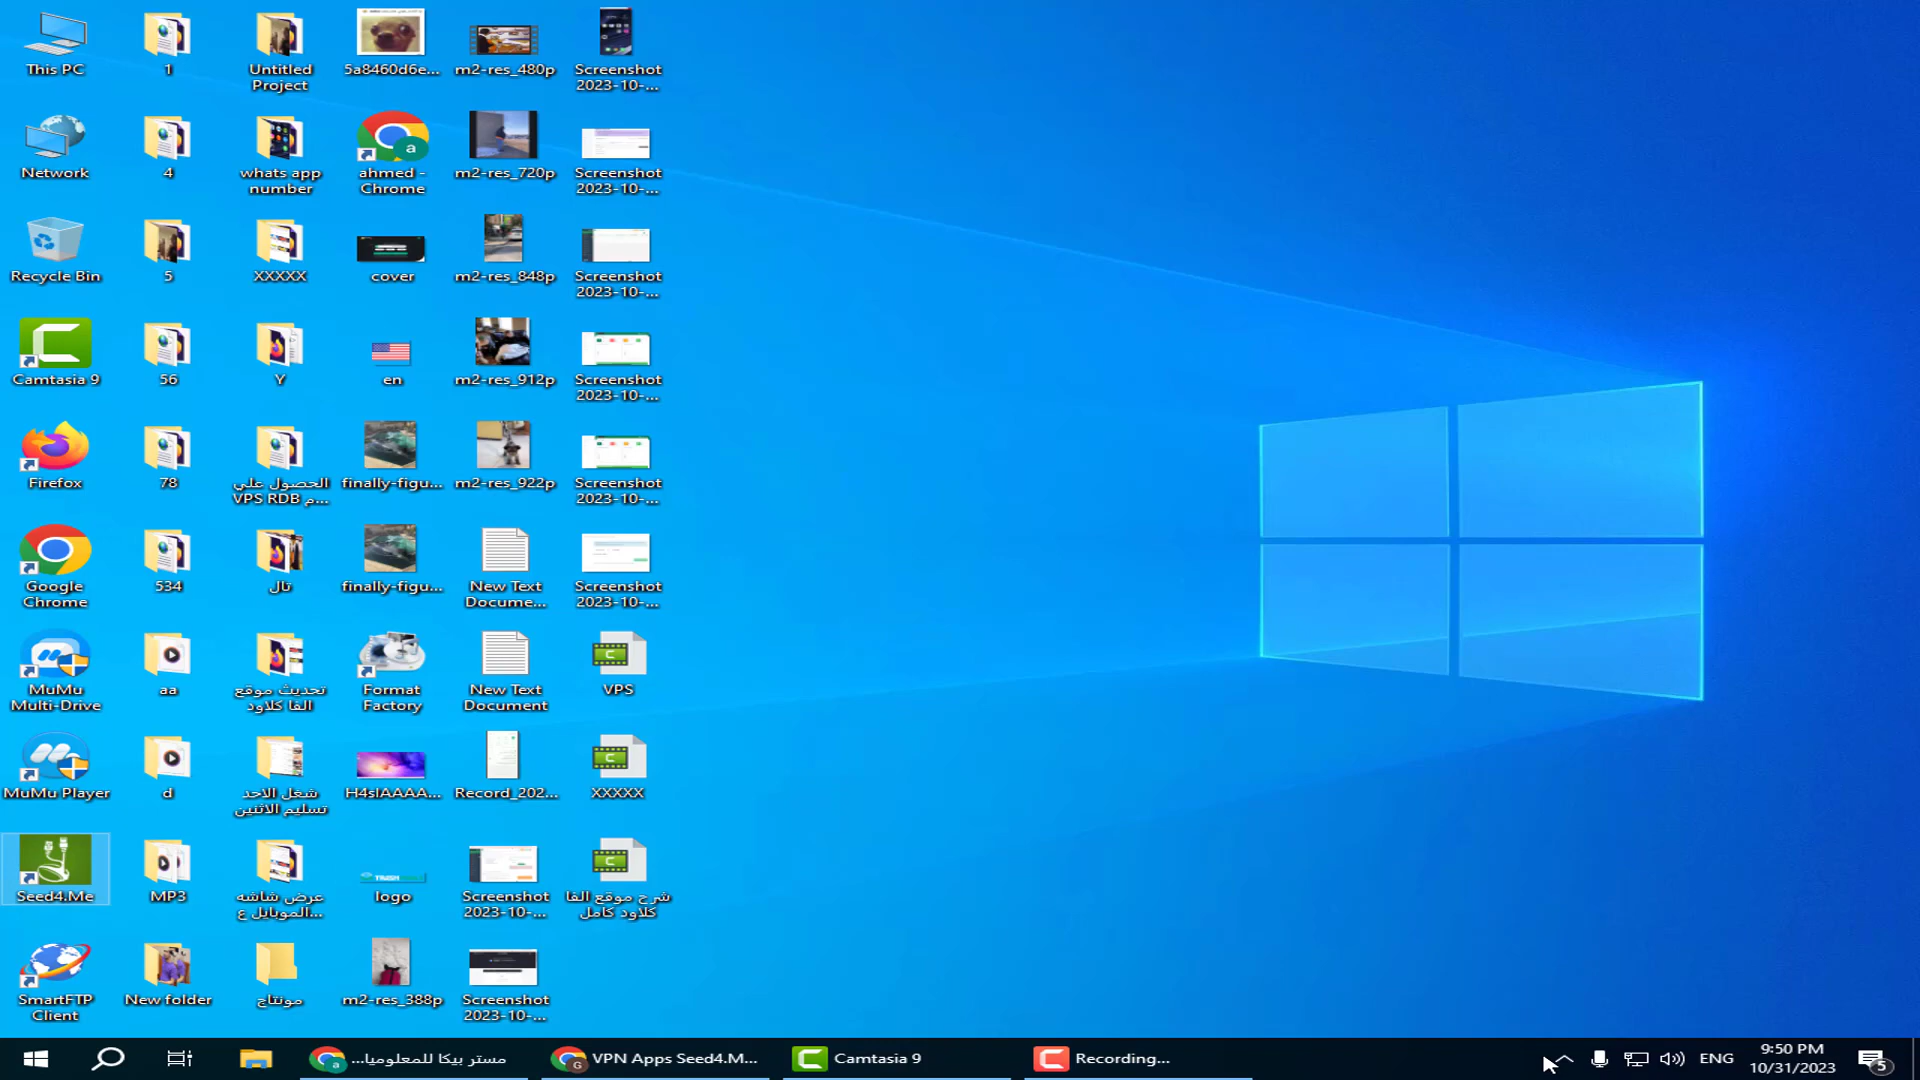 This PC
Network
Recycle Bin
Camtasia 9
Firefox
Google
Chrome
MuMu
Multi-Drive
MuMu Player
Seed4.Me
SmartFTP
Client
1
4
5
56
78
534
aa
d
MP3
New folder
Untitled
Project
whats app
number
XXXXX
Y
الحصول علي
VPS RDB م...
تال
تحديث موقع
الفا كلاود
شغل الاحد
تسليم الاثنين
عرض شاشه
الموبايل ع...
مونتاج
5a8460d6e...
ahmed -
Chrome
cover
en
finally-figu...
finally-figu...
Format
Factory
H4sIAAAA...
logo
m2-res_388p
m2-res_480p
m2-res_720p
m2-res_848p
m2-res_912p
m2-res_922p
New Text
Docume...
New Text
Document
Record_202...
Screenshot
2023-10-...
Screenshot
2023-10-...
Screenshot
2023-10-...
Screenshot
2023-10-...
Screenshot
2023-10-...
Screenshot
2023-10-...
Screenshot
2023-10-...
Screenshot
2023-10-...
VPS
XXXXX
شرح موقع الفا
كلاود كامل
مستر بيكا للمعلوميا...
VPN Apps Seed4.M...
Camtasia 9
Recording...
ENG
9:50 PM
10/31/2023
5